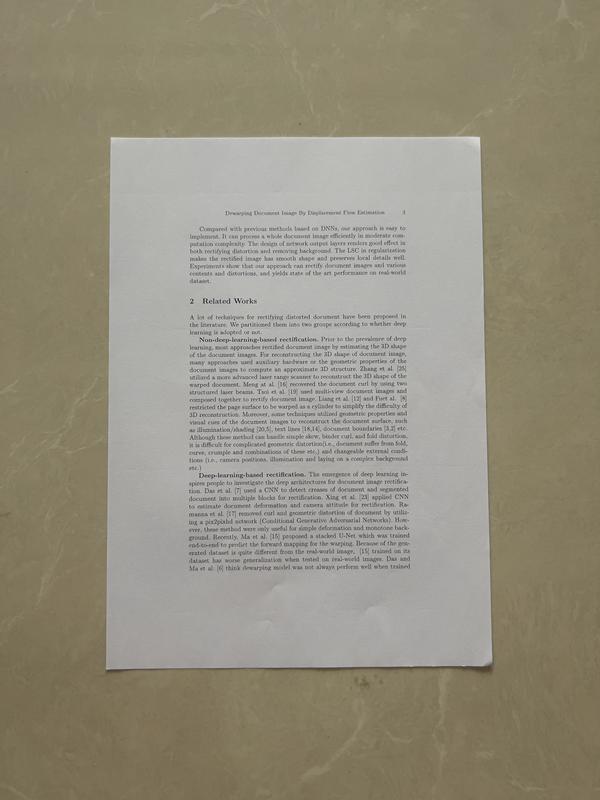 Dewarping Document Image By Displacement Flow Estimation 3
Compared with previous methods based on DNNs, our approach is easy to
implement. It can process a whole document image efficiently in moderate com-
putation complexity. The design of network output layers renders good effect in
both rectifying distortion and removing background. The LSC in regularization
makes the rectified image has smooth shape and preserves local details well.
Experiments show that our approach can rectify document images and various
contents and distortions, and yields state of the art performance on real-world
dataset.
2 Related Works
A lot of techniques for rectifying distorted document have been proposed in
the literature. We partitioned them into two groups according to whether deep
learning is adopted or not.
Non-deep-learning-based rectification. Prior to the prevalence of deep
learning, most approaches rectified document image by estimating the 3D shape
of the document images. For reconstructing the 3D shape of document image,
many approaches used auxiliary hardware or the geometric properties of the
document images to compute an approximate 3D structure. Zhang et al. [25]
utilized a more advanced laser range scanner to reconstruct the 3D shape of the
warped document. Meng at al. [16] recovered the document curl by using two
structured laser beams. Tsoi et al. [19] used multi-view document images and
composed together to rectify document image. Liang et al. [12] and Fuet al. [8]
restricted the page surface to be warped as a cylinder to simplify the difficulty of
3D reconstruction. Moreover, some techniques utilized geometric properties and
visual cues of the document images to reconstruct the document surface, such
as illumination/shading [20,5], text lines [18,14], document boundaries [3,2] etc.
Although these method can handle simple skew, binder curl, and fold distortion,
it is difficult for complicated geometric distortion(i.e., document suffer from fold,
curve, crumple and combinations of these etc.) and changeable external condi-
tions (i.e., camera positions, illumination and laying on a complex background
etc.)
Deep-learning-based rectification. The emergence of deep learning in-
spires people to investigate the deep architectures for document image rectifica-
tion. Das et al. [7] used a CNN to detect creases of document and segmented
document into multiple blocks for rectification. Xing et al. [23] applied CNN
to estimate document deformation and camera attitude for rectification. Ra-
manna et al. [17] removed curl and geometric distortion of document by utiliz-
ing a pix2pixhd network (Conditional Generative Adversarial Networks). How-
ever, these method were only useful for simple deformation and monotone back-
ground. Recently, Ma et al. [15] proposed a stacked U-Net which was trained
end-to-end to predict the forward mapping for the warping. Because of the gen-
erated dataset is quite different from the real-world image, [15] trained on its
dataset has worse generalization when tested on real-world images. Das and
Ma et al. [6] think dewarping model was not always perform well when trained